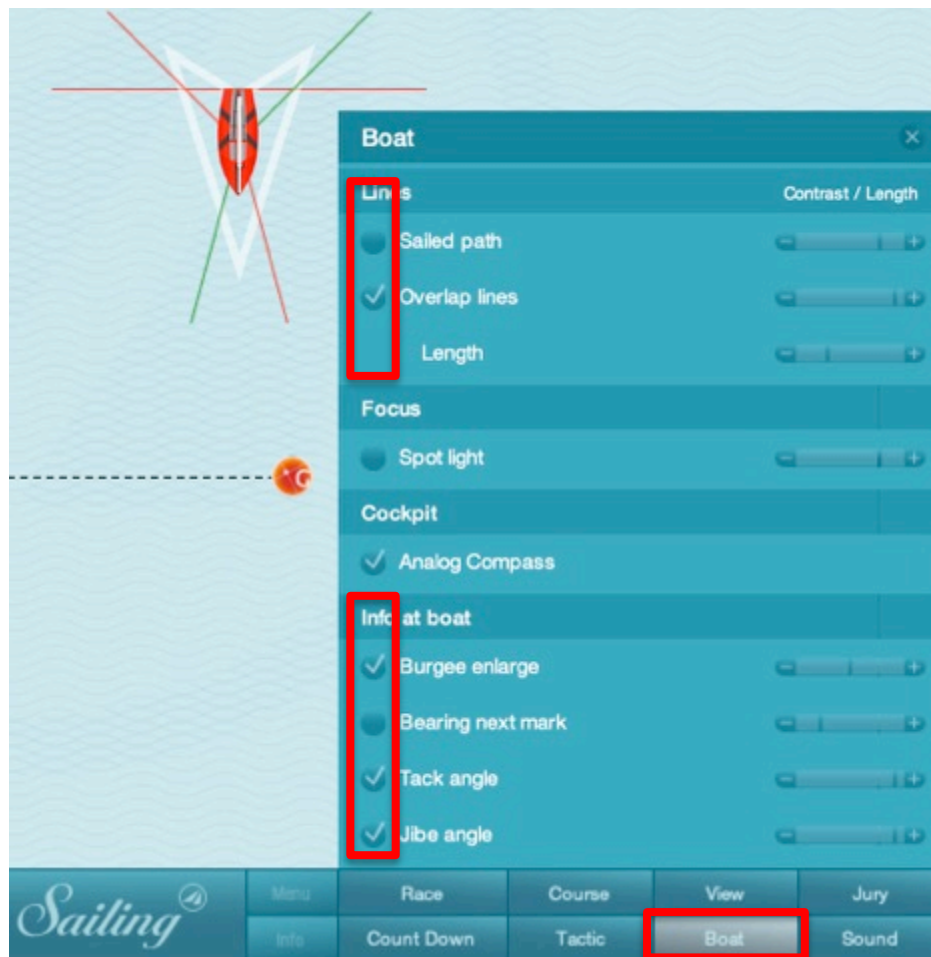 Boat
Lines Contrast / Length
Sailed path
Overlap lines
Length
Focus
Spot light
Cockpit
Analog Compass
Info at boat
Burgee enlarge
Bearing next mark
Tack angle
Jibe angle
Sailing
Menu Race Course View Jury
Info Count Down Tactic Boat Sound